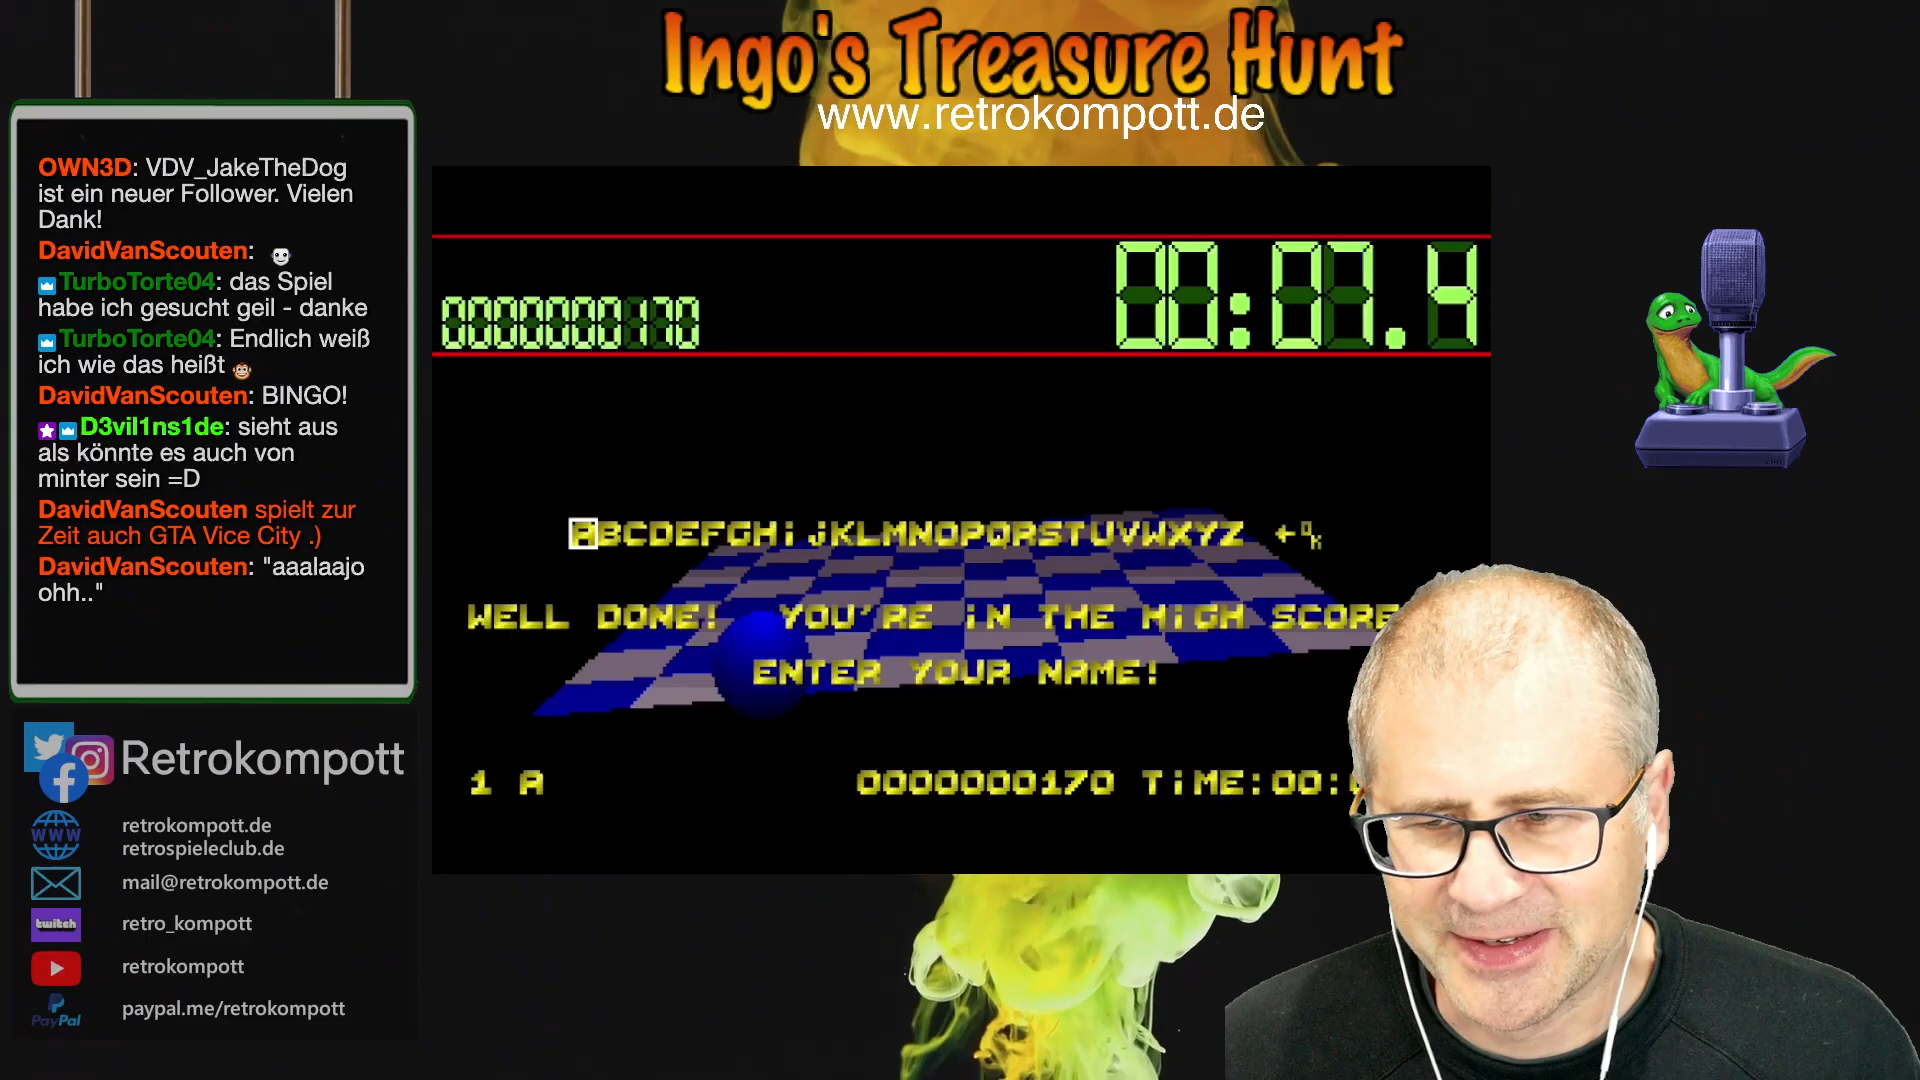 Ingo's Treasure Hunt
www.retrokompott.de
OWN3D: VDV_JakeTheDog
ist ein neuer Follower. Vielen
Dank!
DavidVanScouten:
TurboTorte04: das Spiel
habe ich gesucht geil - danke
TurboTorte04: Endlich weiß
ich wie das heißt
DavidVanScouten: BINGO!
D3vil1ns1de: sieht aus
als könnte es auch von
minter sein =D
DavidVanScouten spielt zur
Zeit auch GTA Vice City .)
DavidVanScouten: "aaalaajo
ohh.."
0000000170
00:07.4
ABCDEFGHijKLMNOPQRSTUVWXYZ ←
WELL DONE! YOU'RE iN THE HiGH SCORE
ENTER YOUR NAME!
1 A 0000000170 TiME:00:
Retrokompott
WWW
retrokompott.de
retrospieleclub.de
mail@retrokompott.de
twitch
retro_kompott
retrokompott
PayPal
paypal.me/retrokompott